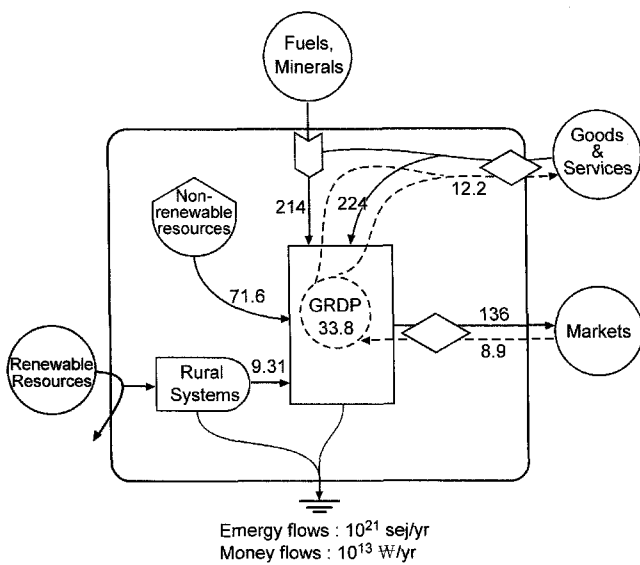 Fuels,
Minerals
Goods
&
Services
12.2
Non-
renewable
resources
214
224
71.6
GRDP
33.8
136
8.9
Markets
Renewable
Resources
Rural
Systems
9.31
Emergy flows : 10²¹ sej/yr
Money flows : 10¹³ ₩/yr